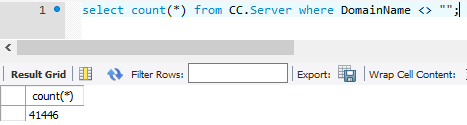 1 select count(*) from CC.Server where DomainName <> "";
Result Grid Filter Rows: Export: Wrap Cell Content:
count(*)
41446